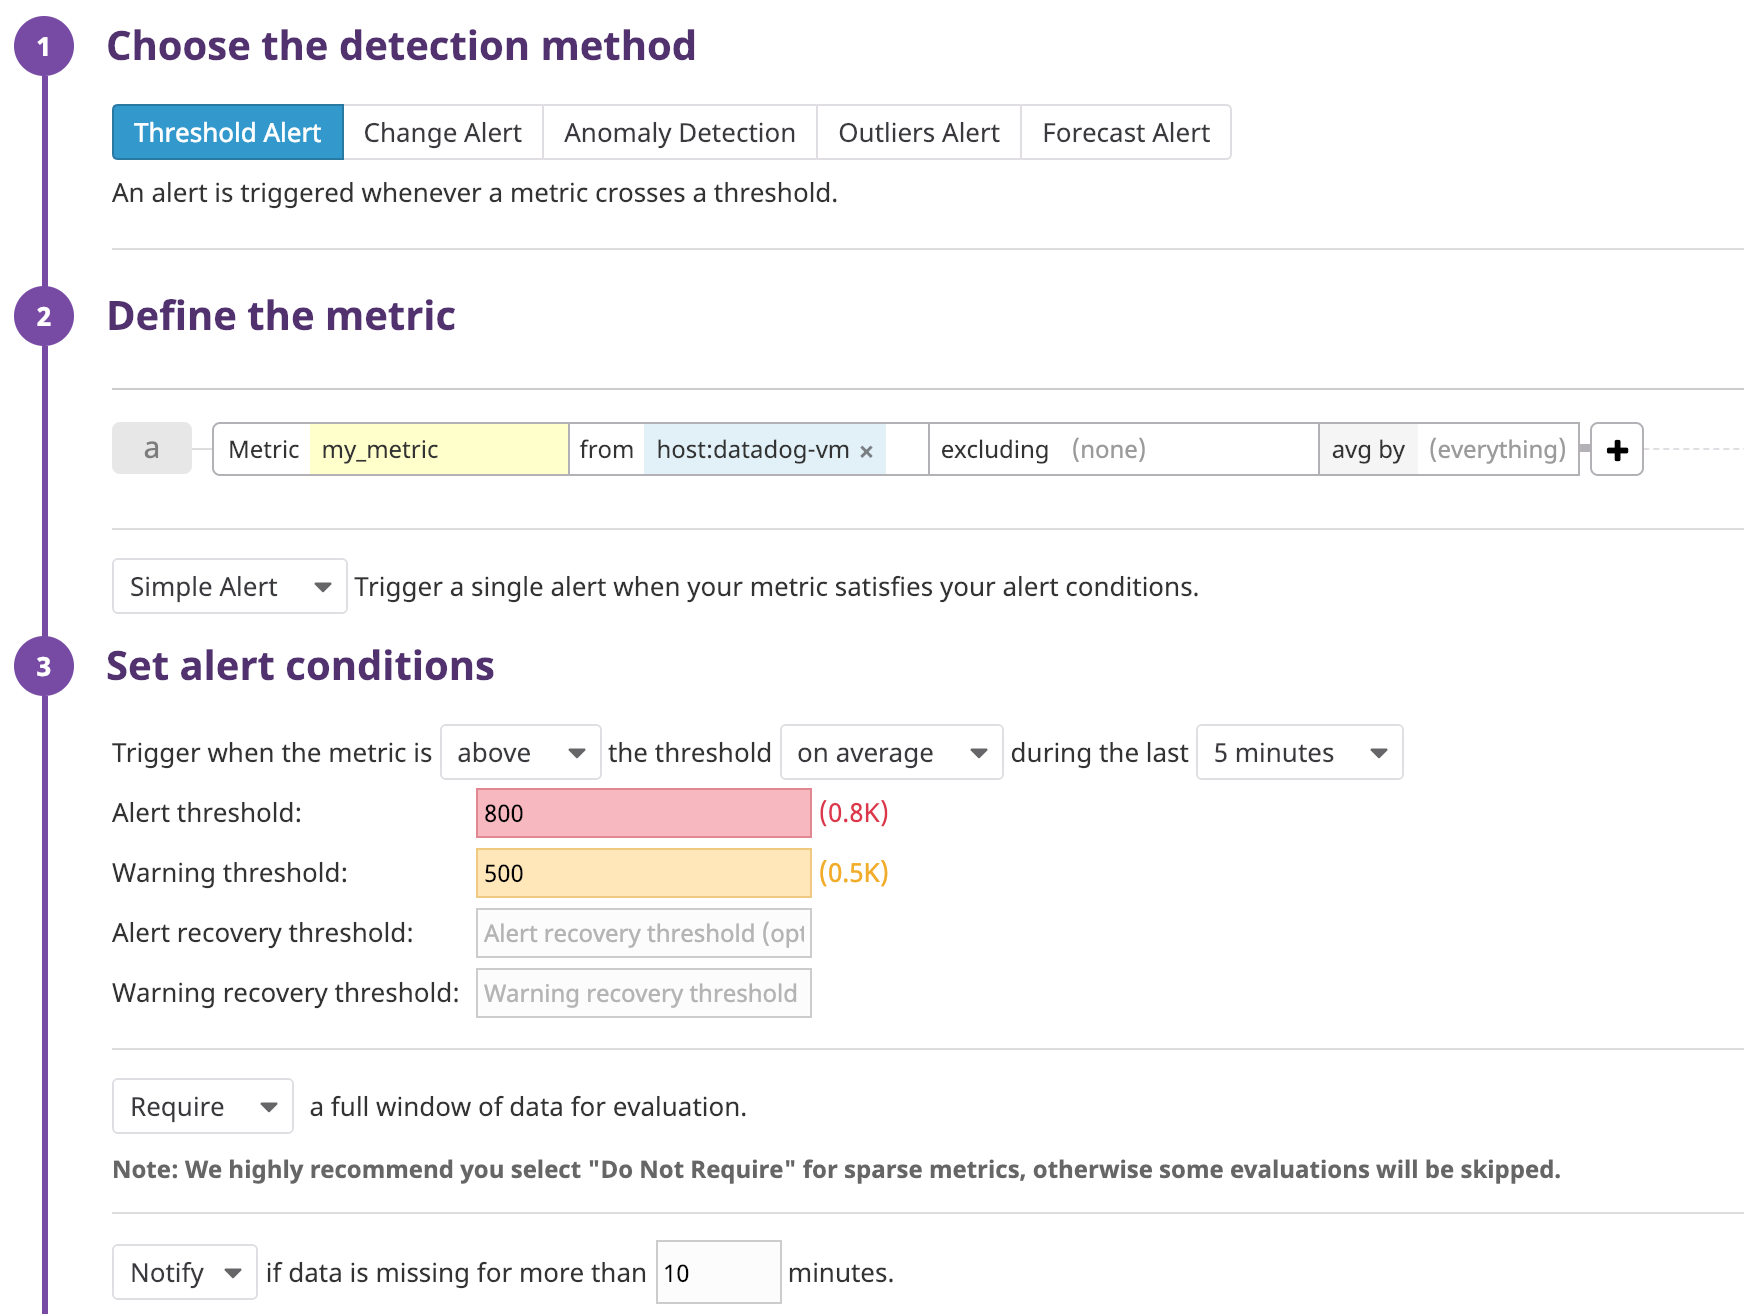 1 Choose the detection method
Threshold Alert Change Alert Anomaly Detection Outliers Alert Forecast Alert
An alert is triggered whenever a metric crosses a threshold.
2 Define the metric
a Metric my_metric from host:datadog-vm × excluding (none) avg by (everything) +
Simple Alert Trigger a single alert when your metric satisfies your alert conditions.
3 Set alert conditions
Trigger when the metric is above the threshold on average during the last 5 minutes
Alert threshold: 800 (0.8K)
Warning threshold: 500 (0.5K)
Alert recovery threshold: Alert recovery threshold (opt
Warning recovery threshold: Warning recovery threshold
Require a full window of data for evaluation.
Note: We highly recommend you select "Do Not Require" for sparse metrics, otherwise some evaluations will be skipped.
Notify if data is missing for more than 10 minutes.